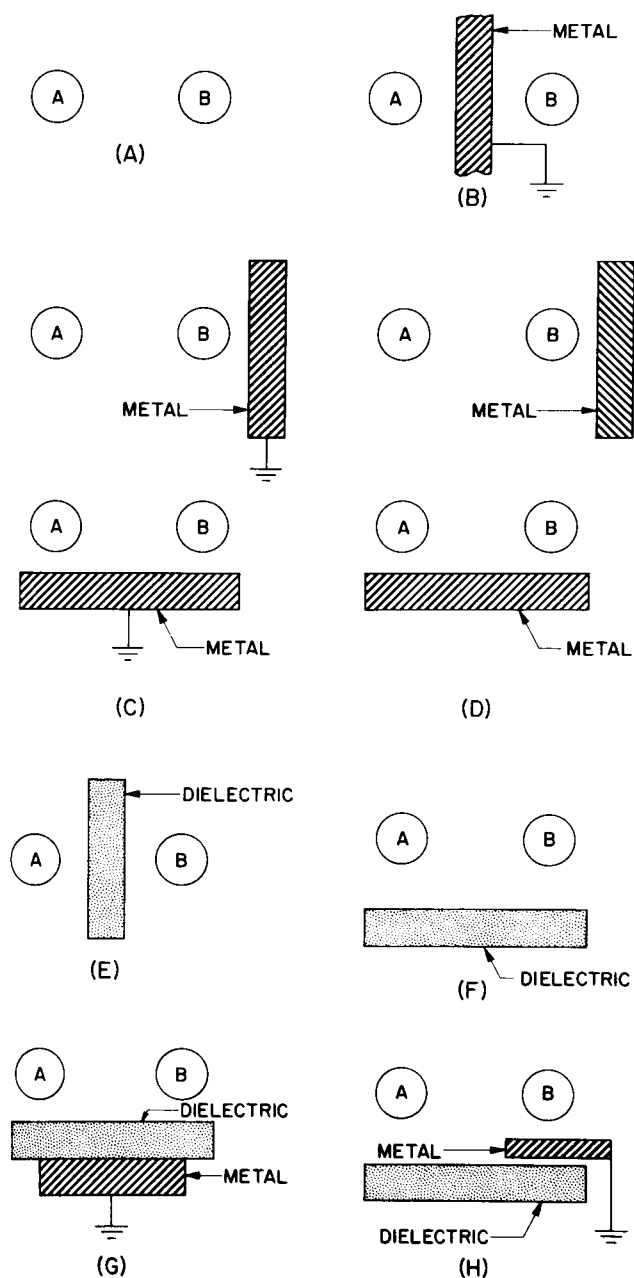 METAL
A B A B
(A) (B)
A B A B
METAL METAL
A B A B
METAL METAL
(C) (D)
DIELECTRIC
A B A B
(E) (F)
DIELECTRIC
A B A B
DIELECTRIC
METAL METAL
DIELECTRIC
(G) (H)